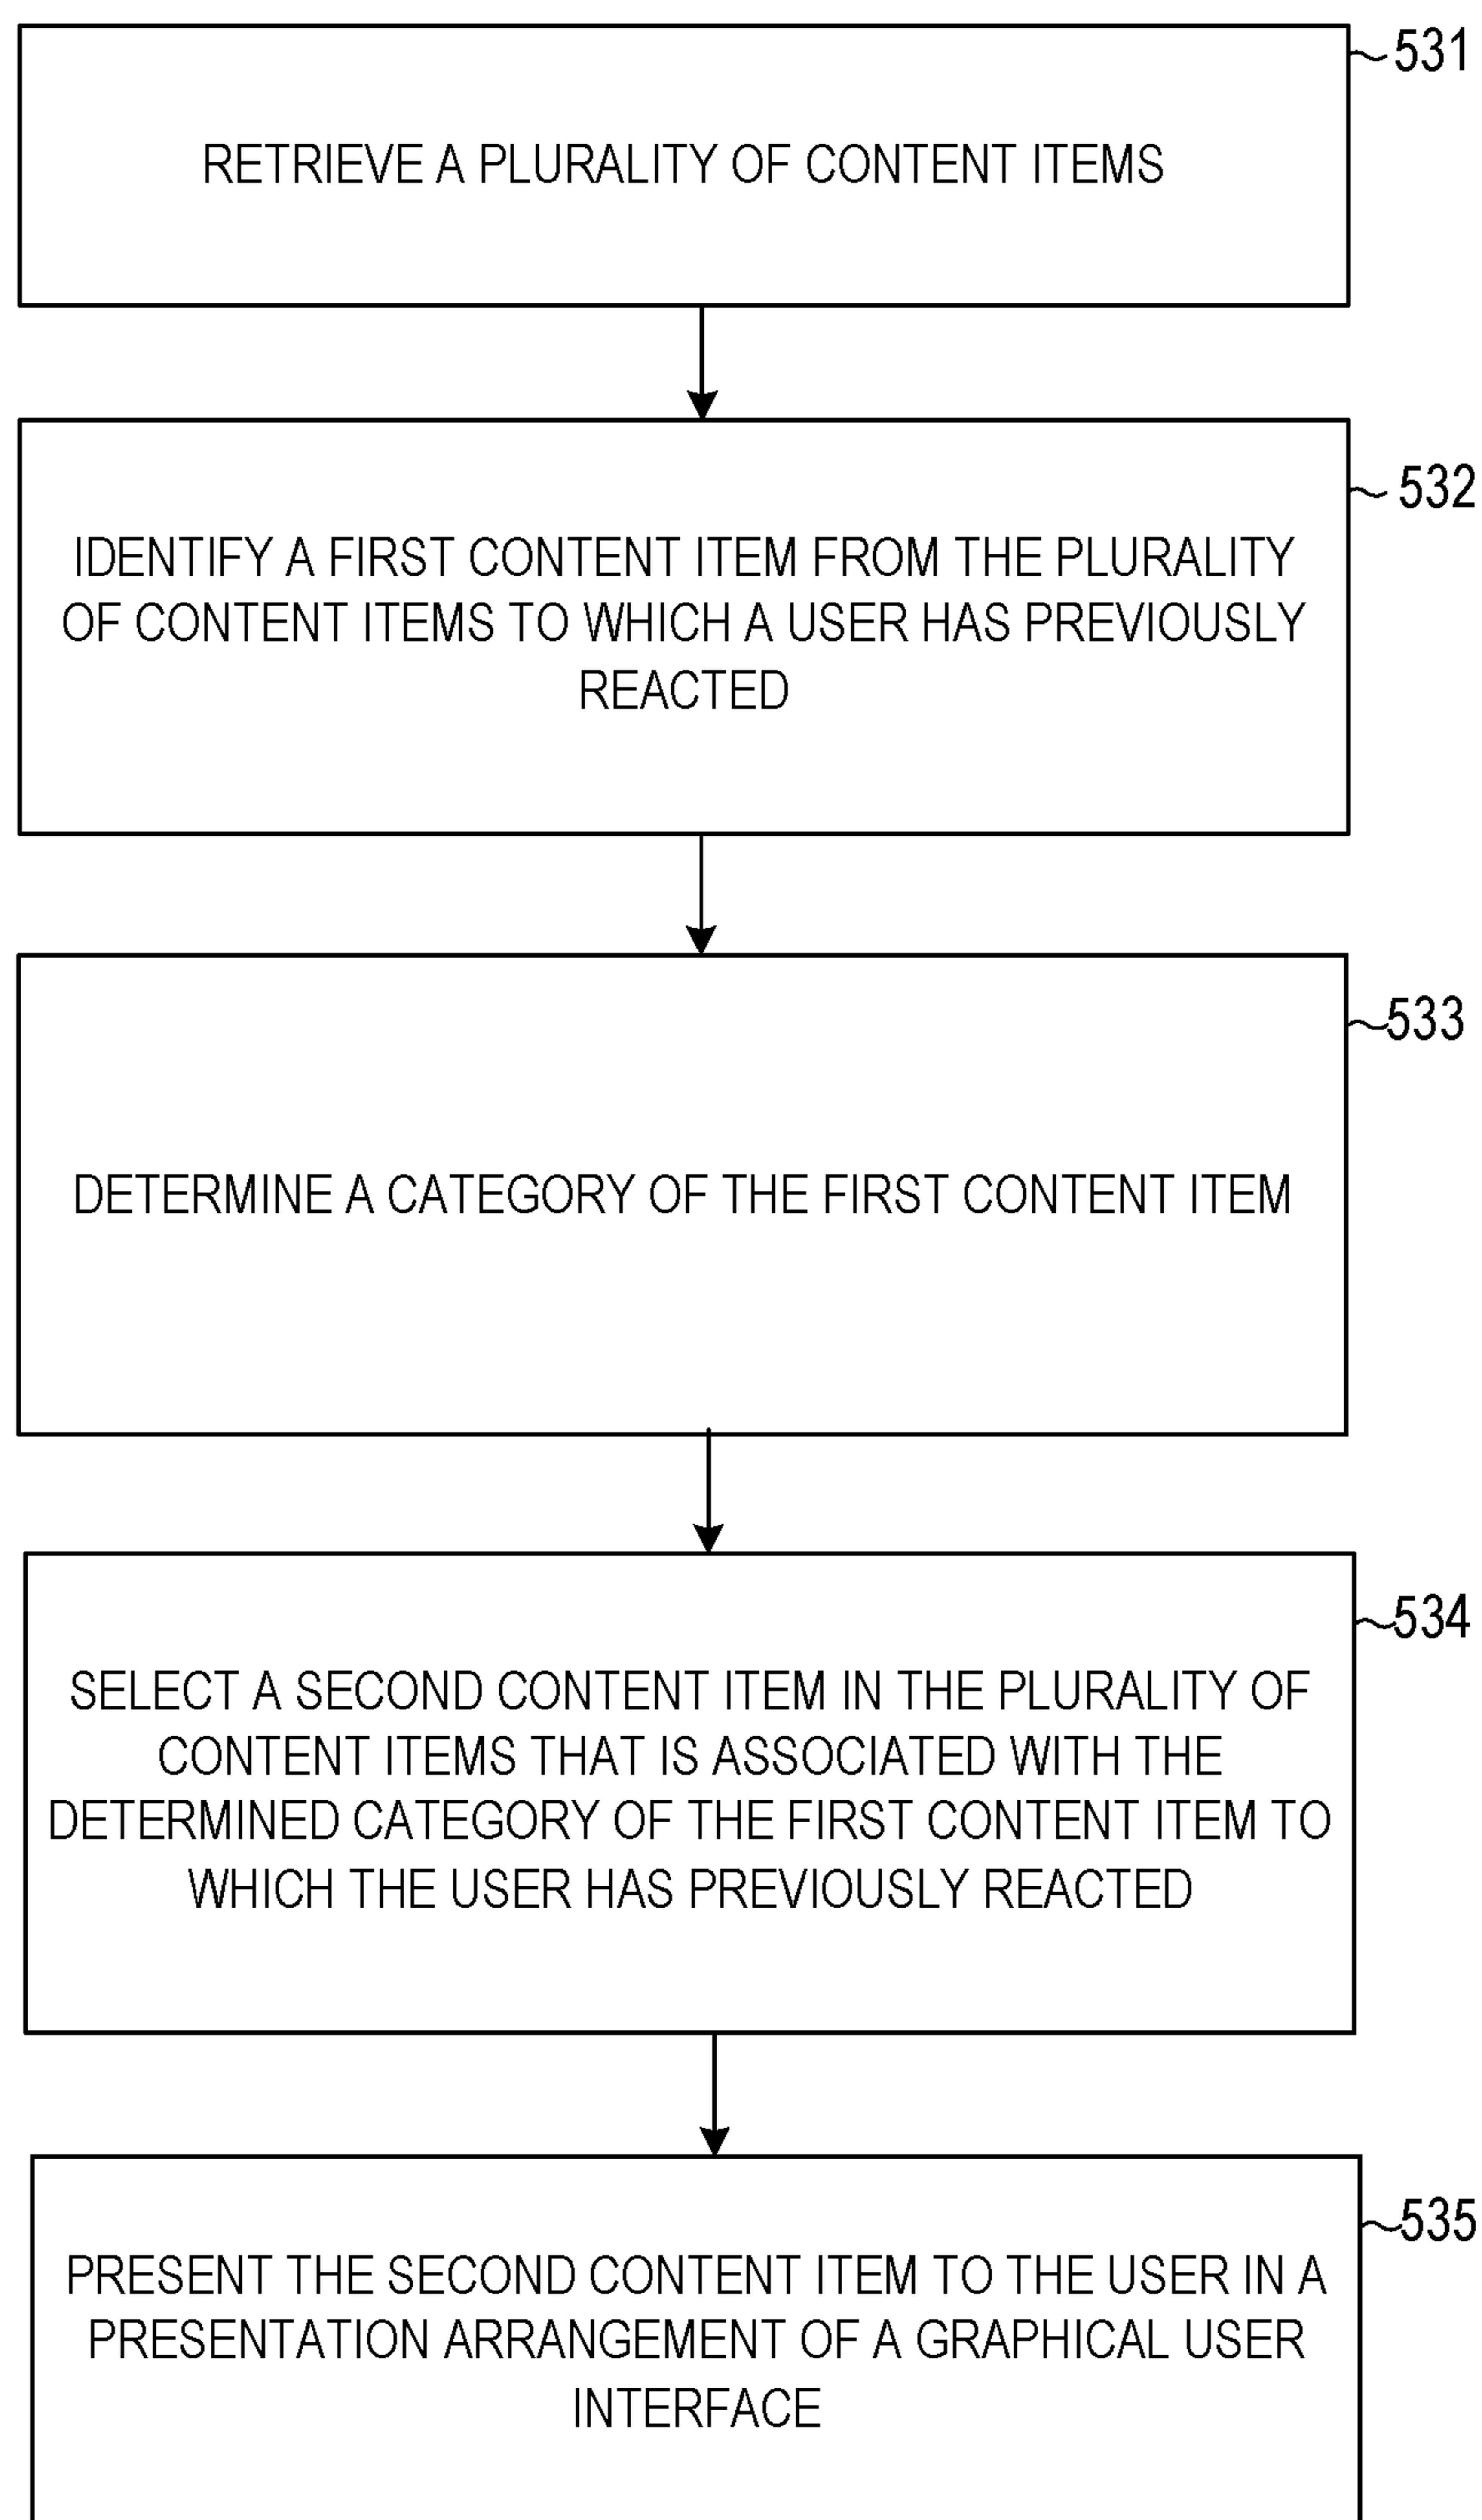 531
RETRIEVE A PLURALITY OF CONTENT ITEMS
532
IDENTIFY A FIRST CONTENT ITEM FROM THE PLURALITY
OF CONTENT ITEMS TO WHICH A USER HAS PREVIOUSLY
REACTED
533
DETERMINE A CATEGORY OF THE FIRST CONTENT ITEM
534
SELECT A SECOND CONTENT ITEM IN THE PLURALITY OF
CONTENT ITEMS THAT IS ASSOCIATED WITH THE
DETERMINED CATEGORY OF THE FIRST CONTENT ITEM TO
WHICH THE USER HAS PREVIOUSLY REACTED
535
PRESENT THE SECOND CONTENT ITEM TO THE USER IN A
PRESENTATION ARRANGEMENT OF A GRAPHICAL USER
INTERFACE